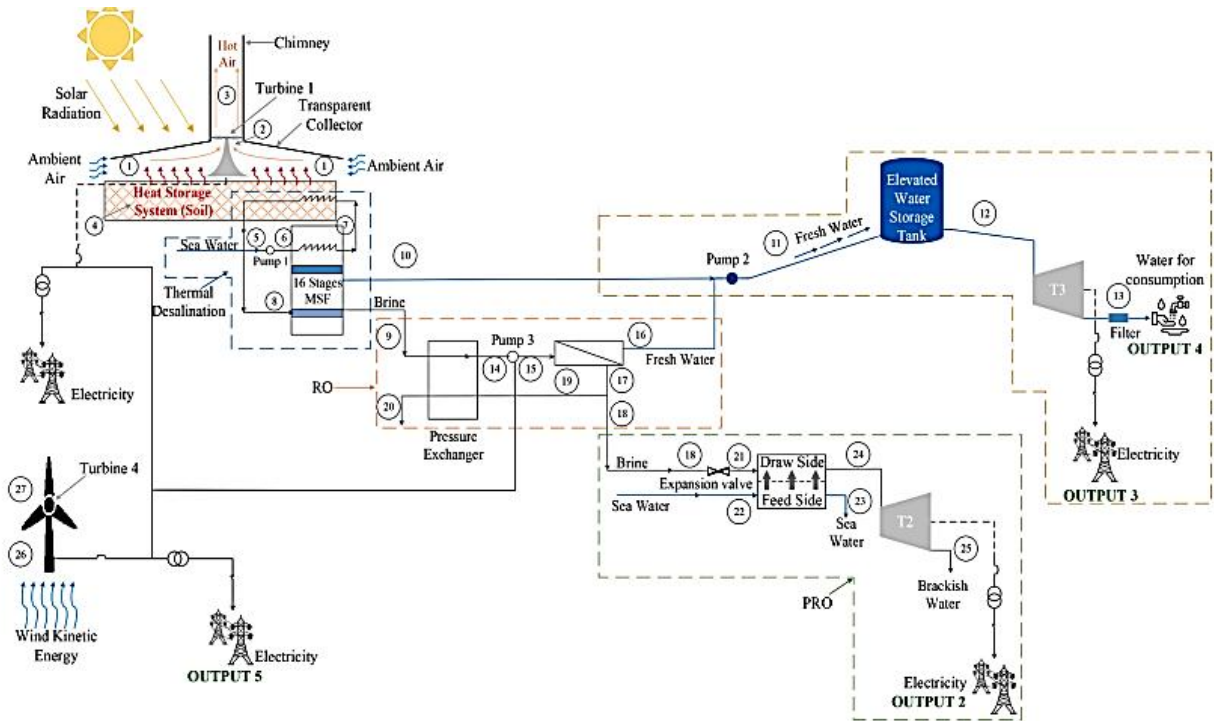 Hot
Air
Chimney
3
Solar
Radiation
Turbine 1
2
Transparent
Collector
Ambient
Air
1
1
Ambient Air
Heat Storage
System (Soil)
4
7
Sea Water
5
6
Pump 1
16 Stages
MSF
8
Thermal
Desalination
10
Brine
Elevated
Water
Storage
Tank
11
Fresh Water
Pump 2
12
T3
Water for
consumption
13
Filter
OUTPUT 4
Electricity
OUTPUT 3
Electricity
9
Pump 3
14
15
16
Fresh Water
RO
19
17
20
18
Pressure
Exchanger
Brine
18
21
Expansion valve
Sea Water
22
Draw Side
Feed Side
24
23
Sea
Water
T2
25
Brackish
Water
PRO
Electricity
OUTPUT 2
Turbine 4
27
26
Wind Kinetic
Energy
Electricity
OUTPUT 5